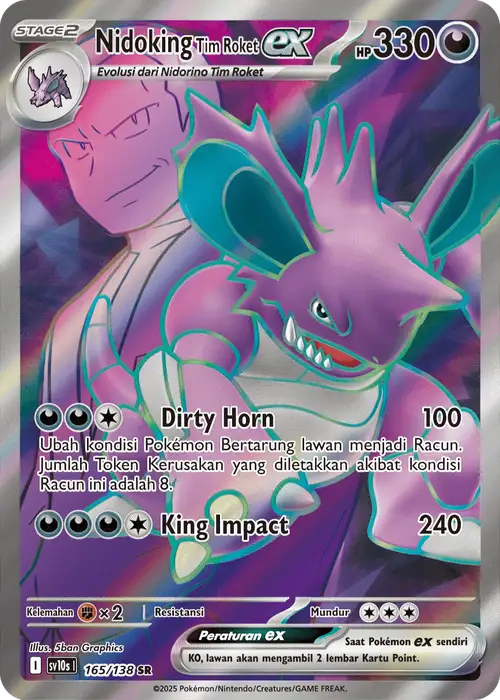 STAGE2
Nidoking Tim Roket ex HP330
Evolusi dari Nidorino Tim Roket
Dirty Horn 100
Ubah kondisi Pokémon Bertarung lawan menjadi Racun.
Jumlah Token Kerusakan yang diletakkan akibat kondisi
Racun ini adalah 8.
King Impact 240
Kelemahan ×2 Resistansi Mundur
Illus. 5ban Graphics
Peraturan ex
Saat Pokémon ex sendiri
KO, lawan akan mengambil 2 lembar Kartu Point.
I sv10s I 165/138 SR
©2025 Pokémon/Nintendo/Creatures/GAME FREAK.